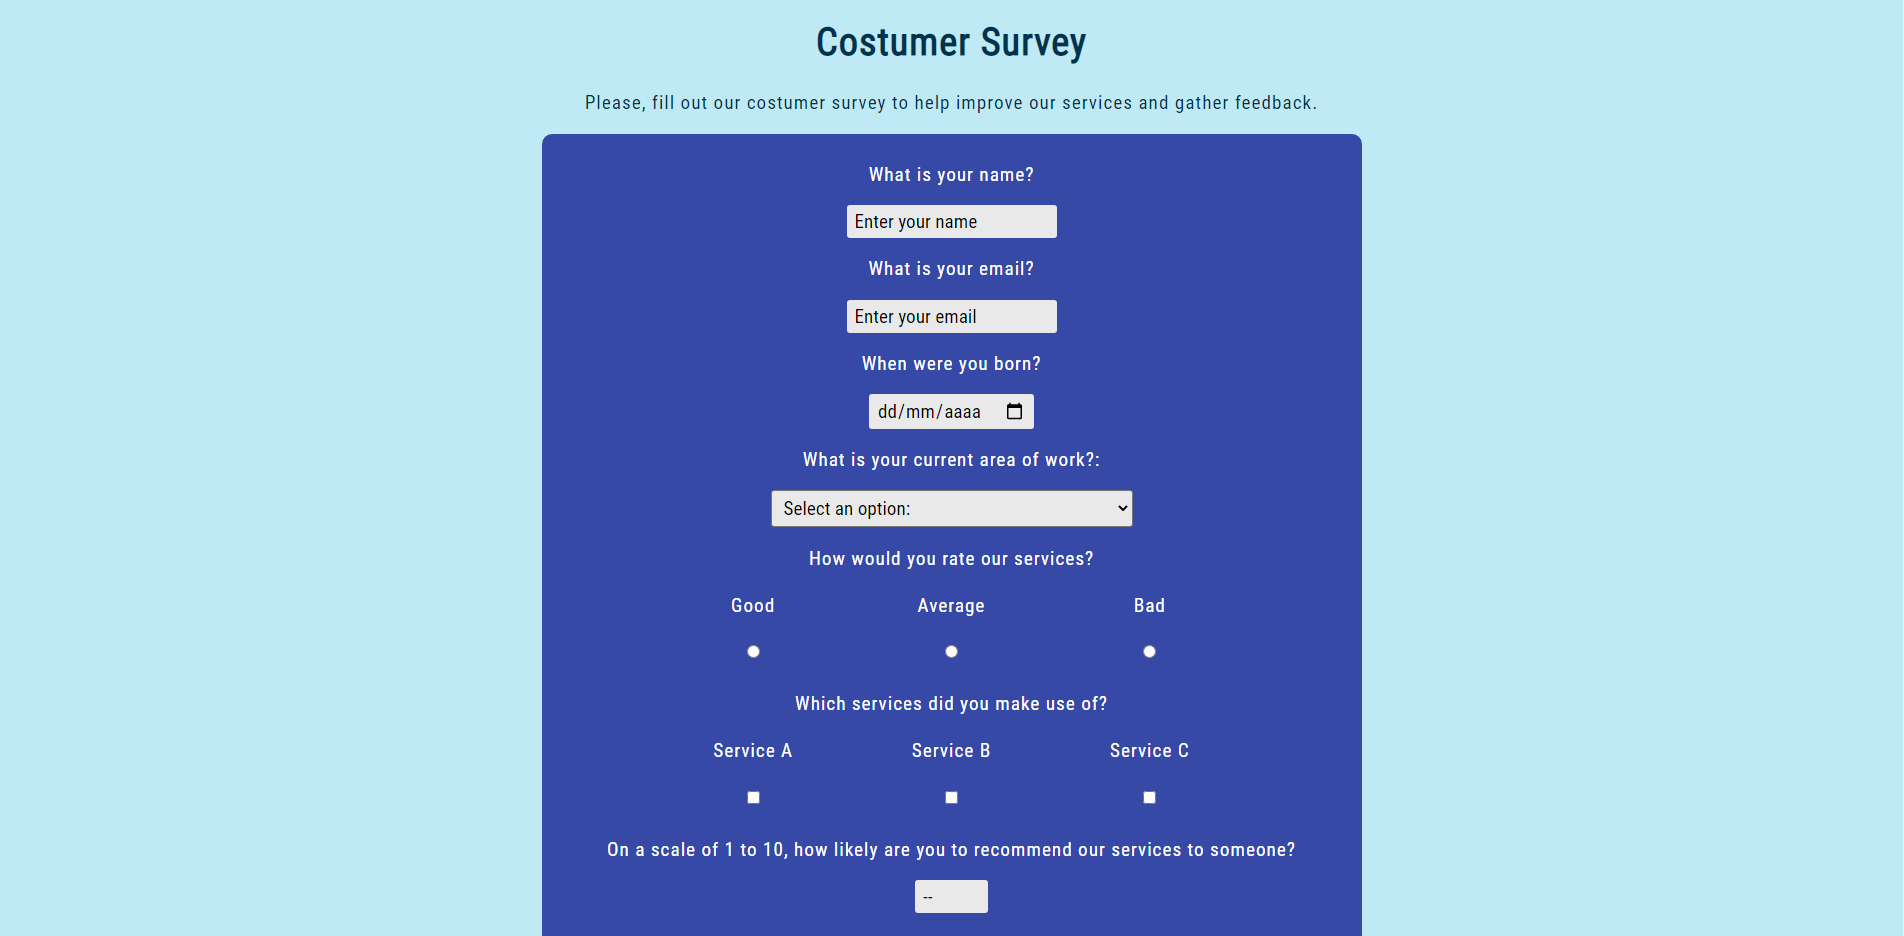 Costumer Survey
Please, fill out our costumer survey to help improve our services and gather feedback.
What is your name?
Enter your name
What is your email?
Enter your email
When were you born?
dd/mm/aaaa
What is your current area of work?:
Select an option:
How would you rate our services?
Good Average Bad
Which services did you make use of?
Service A Service B Service C
On a scale of 1 to 10, how likely are you to recommend our services to someone?
--